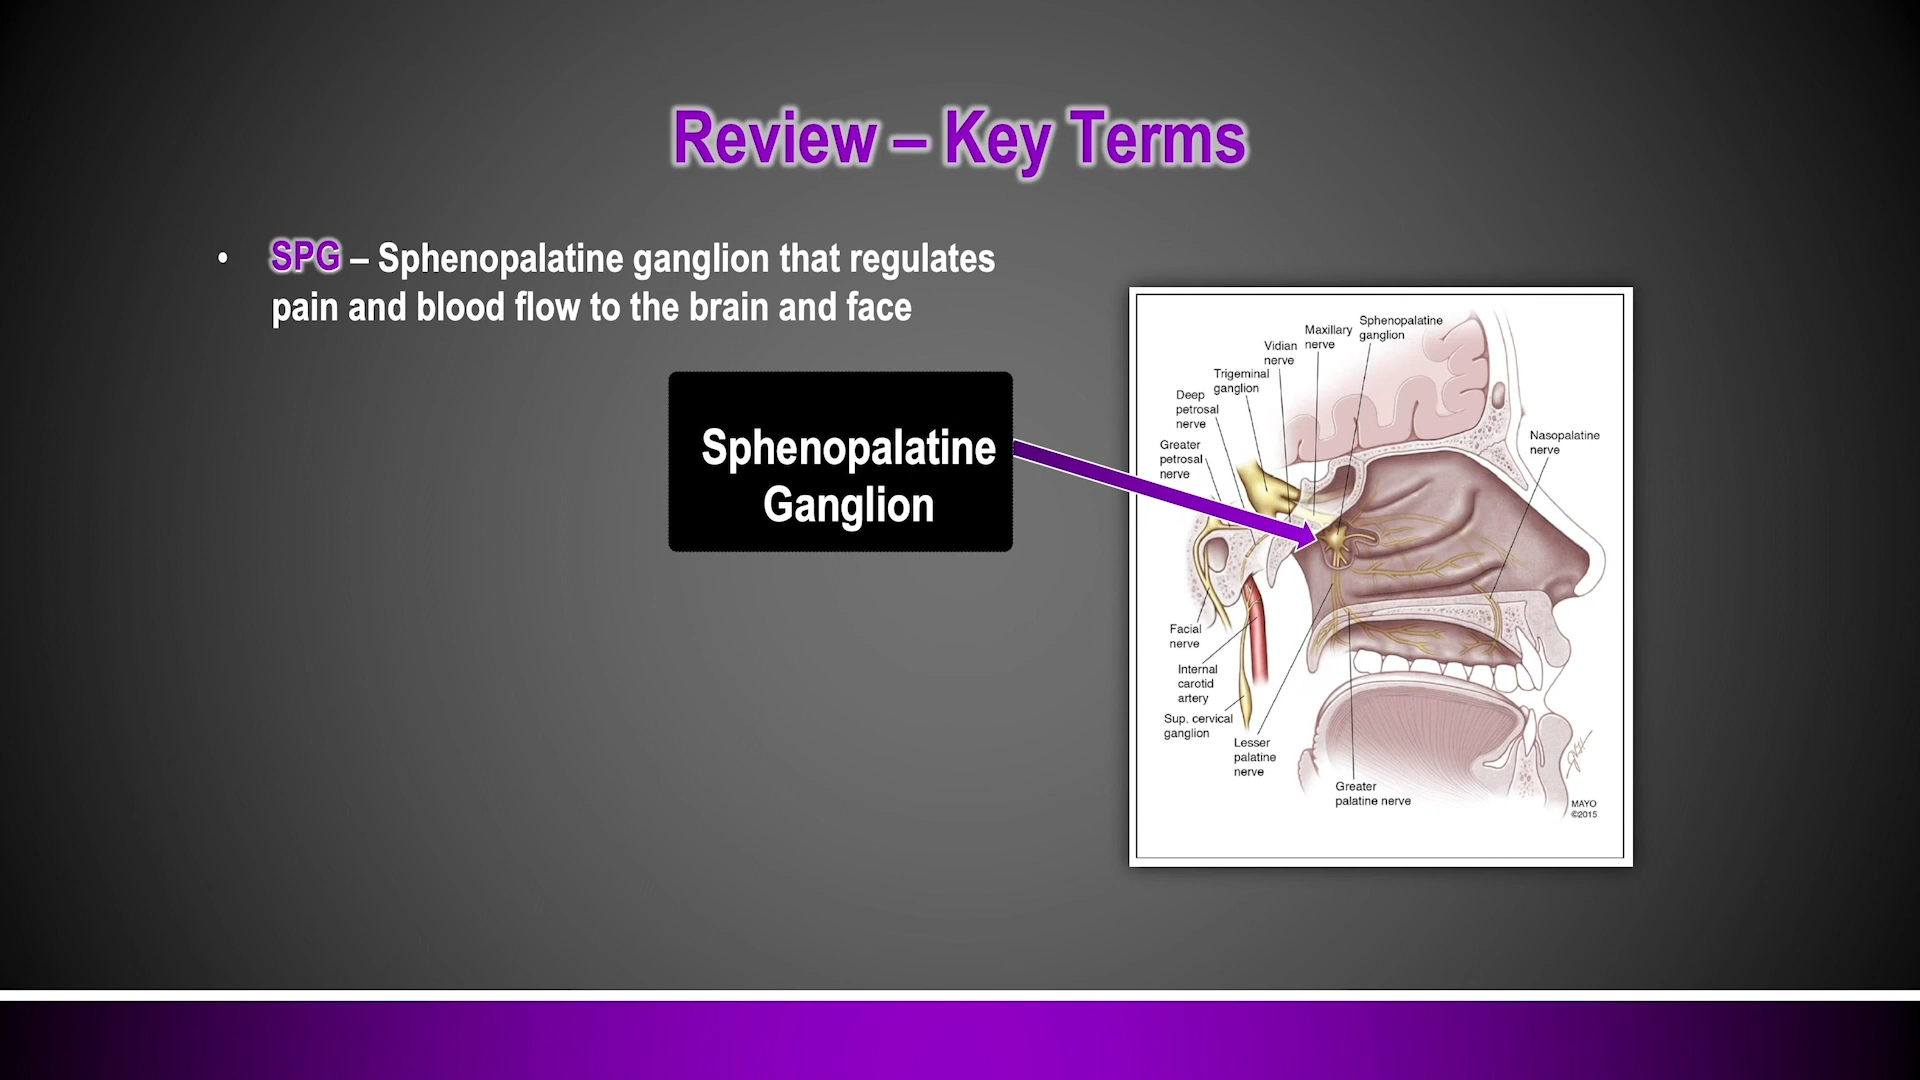 Review – Key Terms
• SPG – Sphenopalatine ganglion that regulates
pain and blood flow to the brain and face
Sphenopalatine
Ganglion
Sphenopalatine
ganglion
Maxillary
nerve
Vidian
nerve
Trigeminal
ganglion
Deep
petrosal
nerve
Greater
petrosal
nerve
Nasopalatine
nerve
Facial
nerve
Internal
carotid
artery
Sup. cervical
ganglion
Lesser
palatine
nerve
Greater
palatine nerve
MAYO
©2015